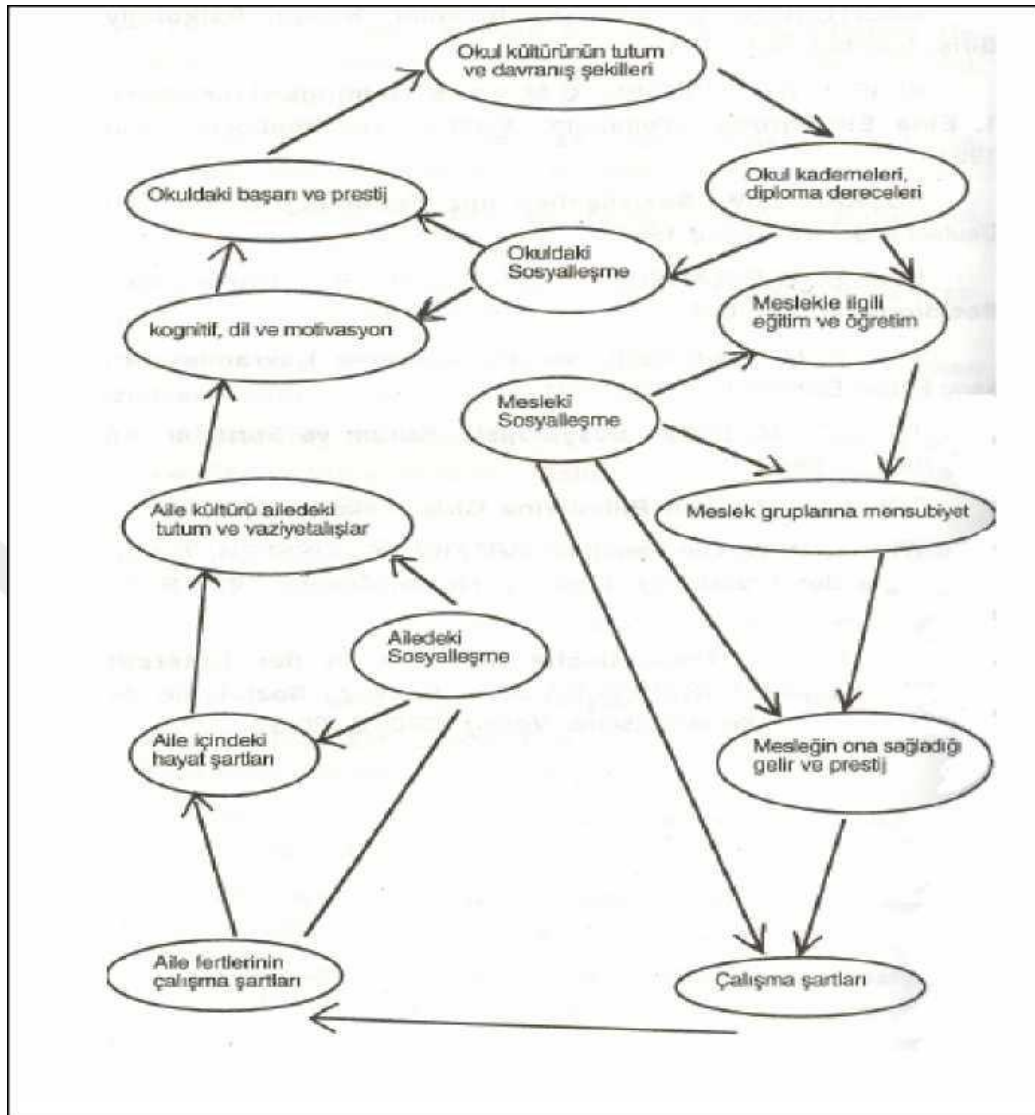 Okul kültürünün tutum
ve davranış şekilleri
Okuldaki başarı ve prestij
Okul kademeleri,
diploma dereceleri
Okuldaki
Sosyalleşme
Meslekle ilgili
eğitim ve öğretim
kognitif, dil ve motivasyon
Meslekî
Sosyalleşme
Aile kültürü ailedeki
tutum ve vaziyetalışlar
Meslek gruplarına mensubiyet
Ailedeki
Sosyalleşme
Aile içindeki
hayat şartları
Mesleğin ona sağladığı
gelir ve prestij
Aile fertlerinin
çalışma şartları
Çalışma şartları